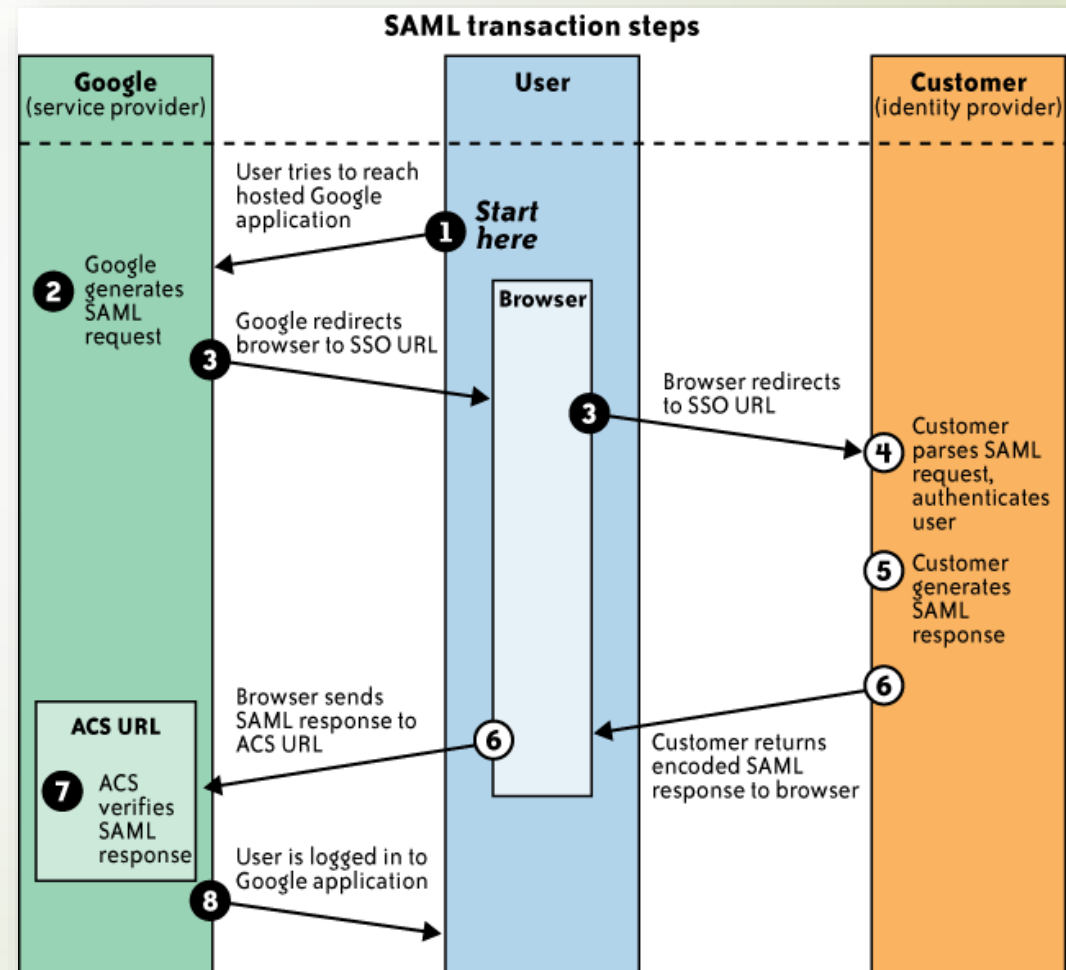 SAML transaction steps
Google
(service provider)
User
Customer
(identity provider)
User tries to reach
hosted Google
application
1
Start
here
2
Google
generates
SAML
request
Browser
3
Google redirects
browser to SSO URL
3
Browser redirects
to SSO URL
4
Customer
parses SAML
request,
authenticates
user
5
Customer
generates
SAML
response
6
Customer returns
encoded SAML
response to browser
6
Browser sends
SAML response to
ACS URL
ACS URL
7
ACS
verifies
SAML
response
8
User is logged in to
Google application